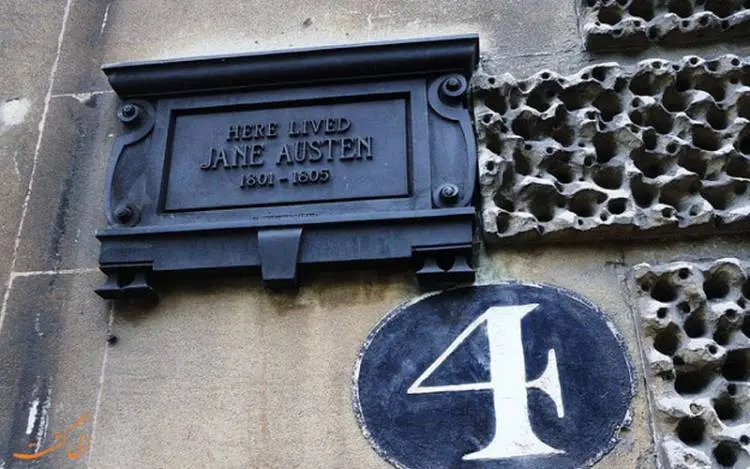 HERE LIVED
JANE AUSTEN
1801 - 1805
4